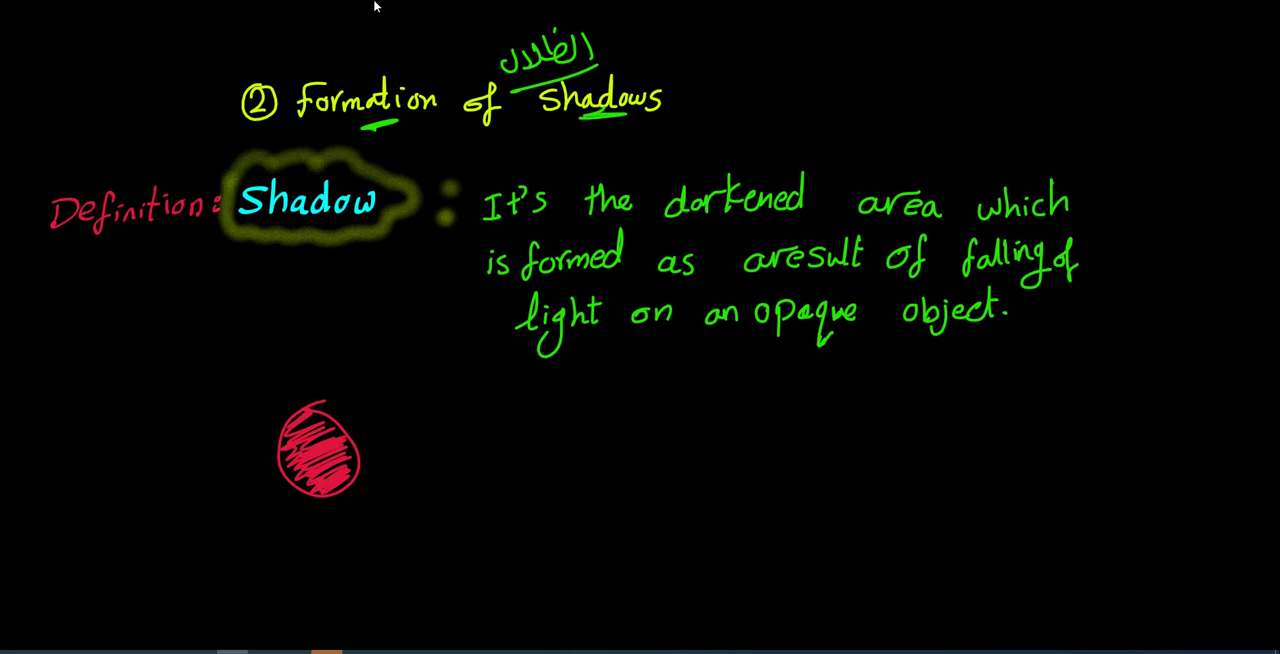 الظلال
② Formation of Shadows
Definition: Shadow : It's the darkened area which
is formed as aresult of falling of
light on an opaque object.